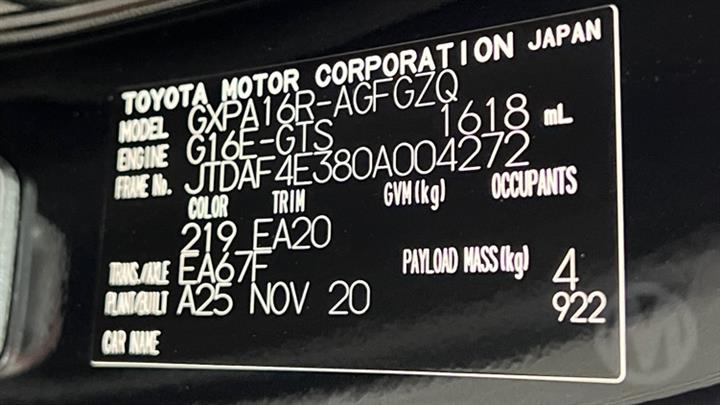 TOYOTA MOTOR CORPORATION JAPAN
MODEL GXPA16R-AGFGZQ
ENGINE G16E-GTS 1618 mL
FRAME No. JTDAF4E380A004272
COLOR TRIM GVM(kg) OCCUPANTS
219 EA20
TRANS./AXLE EA67F PAYLOAD MASS(kg) 4
PLANT/BUILT A25 NOV 20 922
CAR NAME